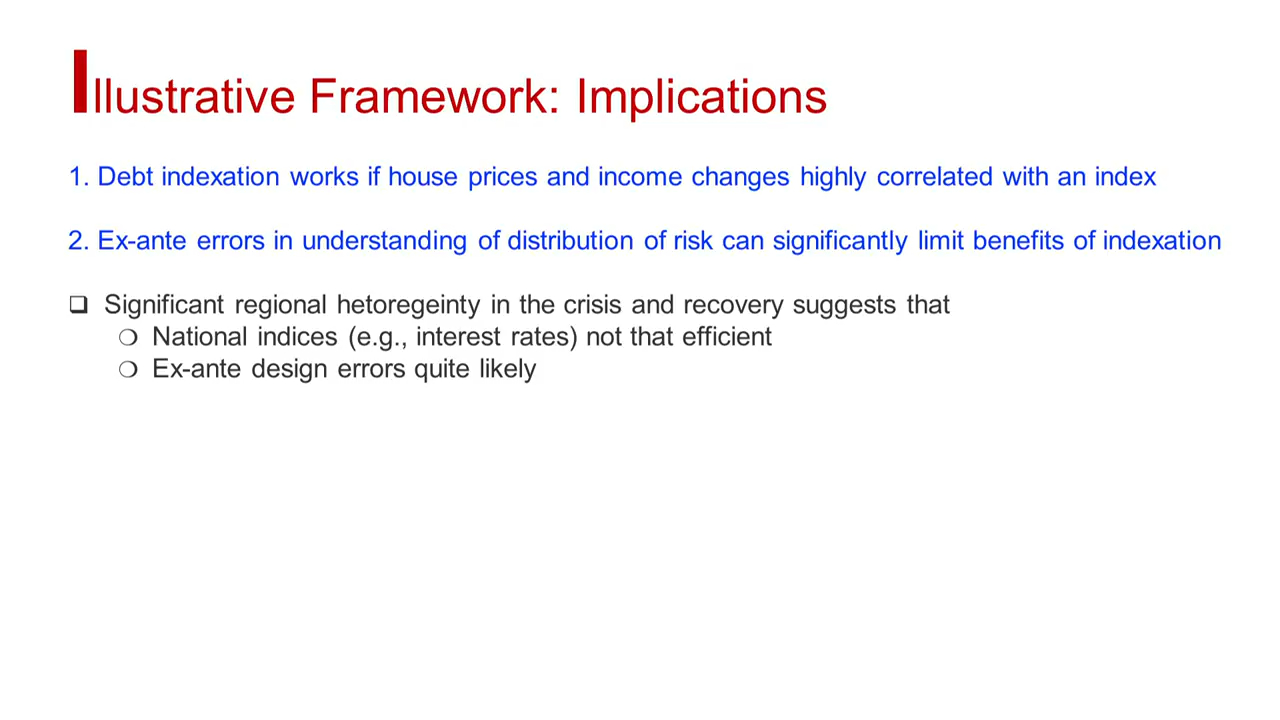 Illustrative Framework: Implications
1. Debt indexation works if house prices and income changes highly correlated with an index
2. Ex-ante errors in understanding of distribution of risk can significantly limit benefits of indexation
❑ Significant regional hetoregeinty in the crisis and recovery suggests that
❍ National indices (e.g., interest rates) not that efficient
❍ Ex-ante design errors quite likely